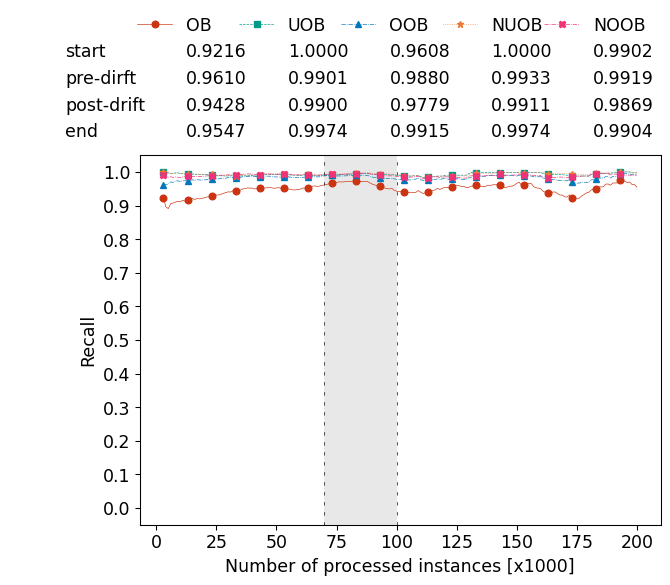 OB UOB OOB NUOB NOOB
start 0.9216 1.0000 0.9608 1.0000 0.9902
pre-dirft 0.9610 0.9901 0.9880 0.9933 0.9919
post-drift 0.9428 0.9900 0.9779 0.9911 0.9869
end 0.9547 0.9974 0.9915 0.9974 0.9904
1.0
0.9
0.8
0.7
0.6
0.5
0.4
0.3
0.2
0.1
0.0
Recall
0 25 50 75 100 125 150 175 200
Number of processed instances [x1000]